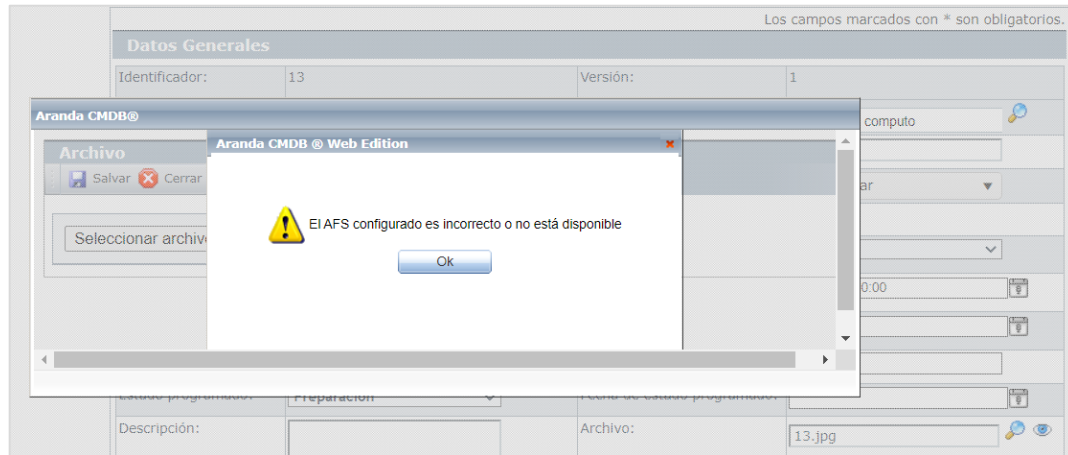 Los campos marcados con * son obligatorios.
Datos Generales
Identificador: 13 Versión: 1
Aranda CMDB®
computo
Aranda CMDB ® Web Edition
Archivo
Salvar Cerrar
ar
El AFS configurado es incorrecto o no está disponible
Seleccionar archiv
Ok
0:00
Estado programado: Preparación Fecha de estado programado:
Descripción: Archivo: 13.jpg